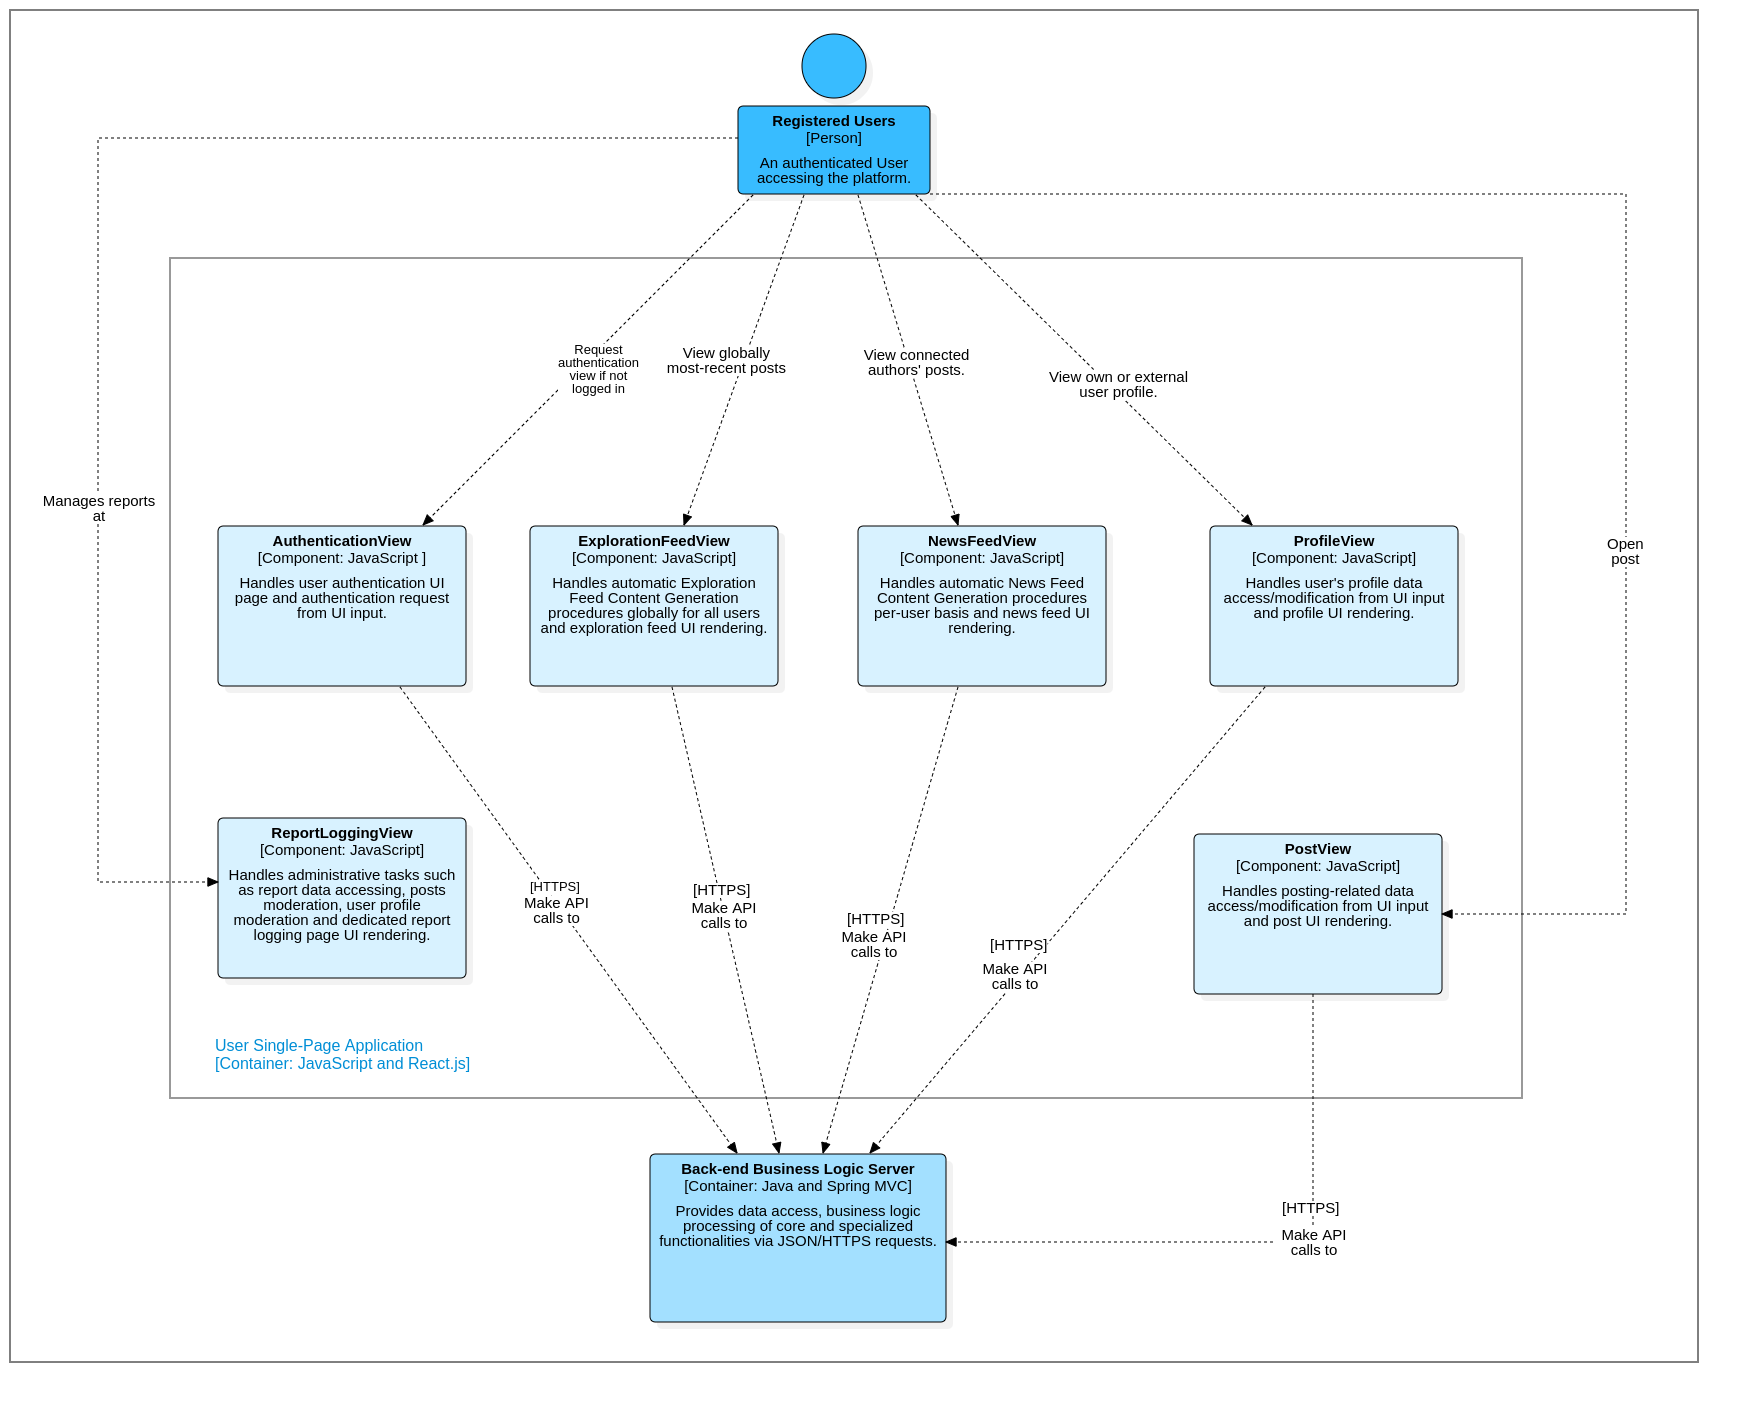 Registered Users
[Person]
An authenticated User
accessing the platform.
Request
authentication
view if not
logged in
View globally
most-recent posts
View connected
authors' posts.
View own or external
user profile.
Manages reports
at
Open
post
AuthenticationView
[Component: JavaScript ]
Handles user authentication UI
page and authentication request
from UI input.
ExplorationFeedView
[Component: JavaScript]
Handles automatic Exploration
Feed Content Generation
procedures globally for all users
and exploration feed UI rendering.
NewsFeedView
[Component: JavaScript]
Handles automatic News Feed
Content Generation procedures
per-user basis and news feed UI
rendering.
ProfileView
[Component: JavaScript]
Handles user's profile data
access/modification from UI input
and profile UI rendering.
ReportLoggingView
[Component: JavaScript]
Handles administrative tasks such
as report data accessing, posts
moderation, user profile
moderation and dedicated report
logging page UI rendering.
PostView
[Component: JavaScript]
Handles posting-related data
access/modification from UI input
and post UI rendering.
[HTTPS]
Make API
calls to
[HTTPS]
Make API
calls to
[HTTPS]
Make API
calls to
[HTTPS]
Make API
calls to
User Single-Page Application
[Container: JavaScript and React.js]
Back-end Business Logic Server
[Container: Java and Spring MVC]
Provides data access, business logic
processing of core and specialized
functionalities via JSON/HTTPS requests.
[HTTPS]
Make API
calls to